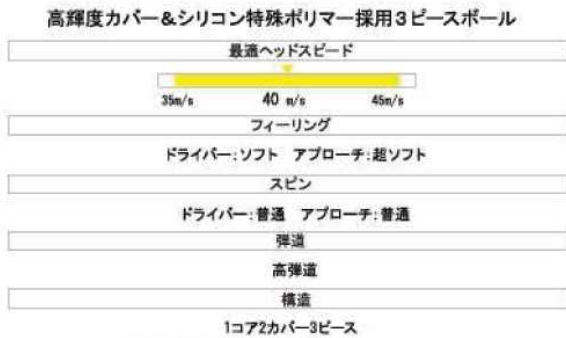 高輝度カバー&シリコン特殊ポリマー採用3ピースボール
最適ヘッドスピード
35m/s 40 m/s 45m/s
フィーリング
ドライバー:ソフト アプローチ:超ソフト
スピン
ドライバー:普通 アプローチ:普通
弾道
高弾道
構造
1コア2カバー3ピース